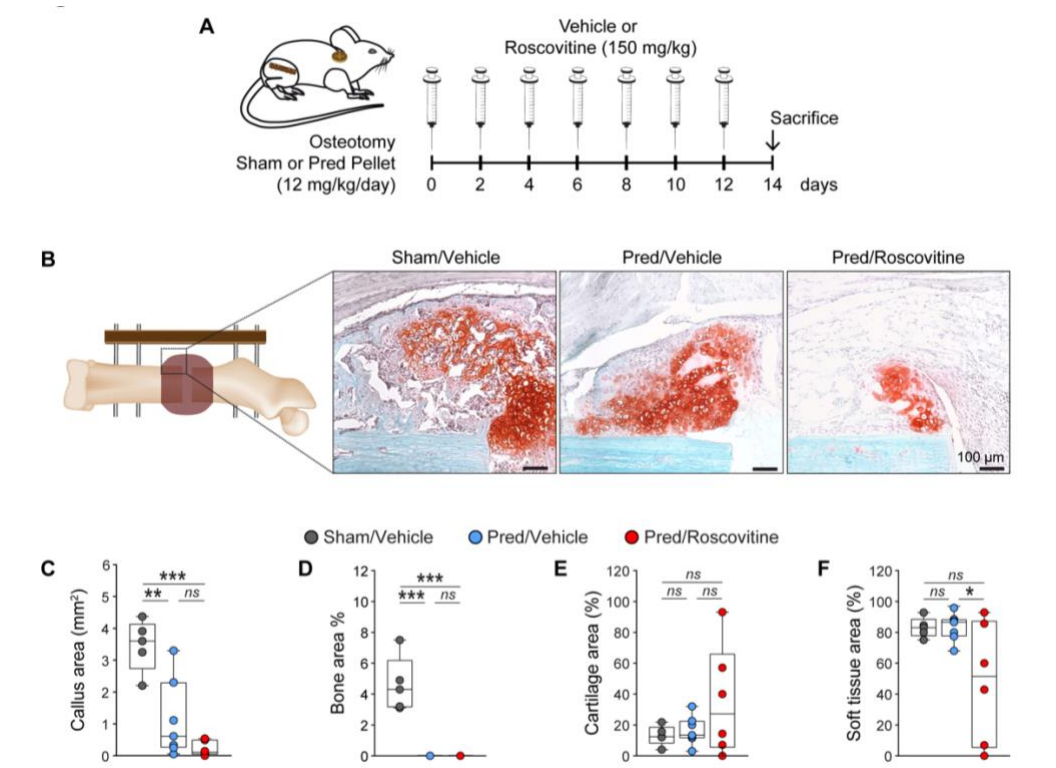 A
Vehicle or
Roscovitine (150 mg/kg)
Sacrifice
Osteotomy
Sham or Pred Pellet
(12 mg/kg/day)
0 2 4 6 8 10 12 14 days
B
Sham/Vehicle
Pred/Vehicle
Pred/Roscovitine
100 µm
Sham/Vehicle
Pred/Vehicle
Pred/Roscovitine
C
Callus area (mm²)
6
5
4
3
2
1
0
***
** ns
D
Bone area %
12
10
8
6
4
2
0
***
*** ns
E
Cartilage area (%)
120
100
80
60
40
20
0
ns
ns ns
F
Soft tissue area (%)
120
100
80
60
40
20
0
ns
ns *